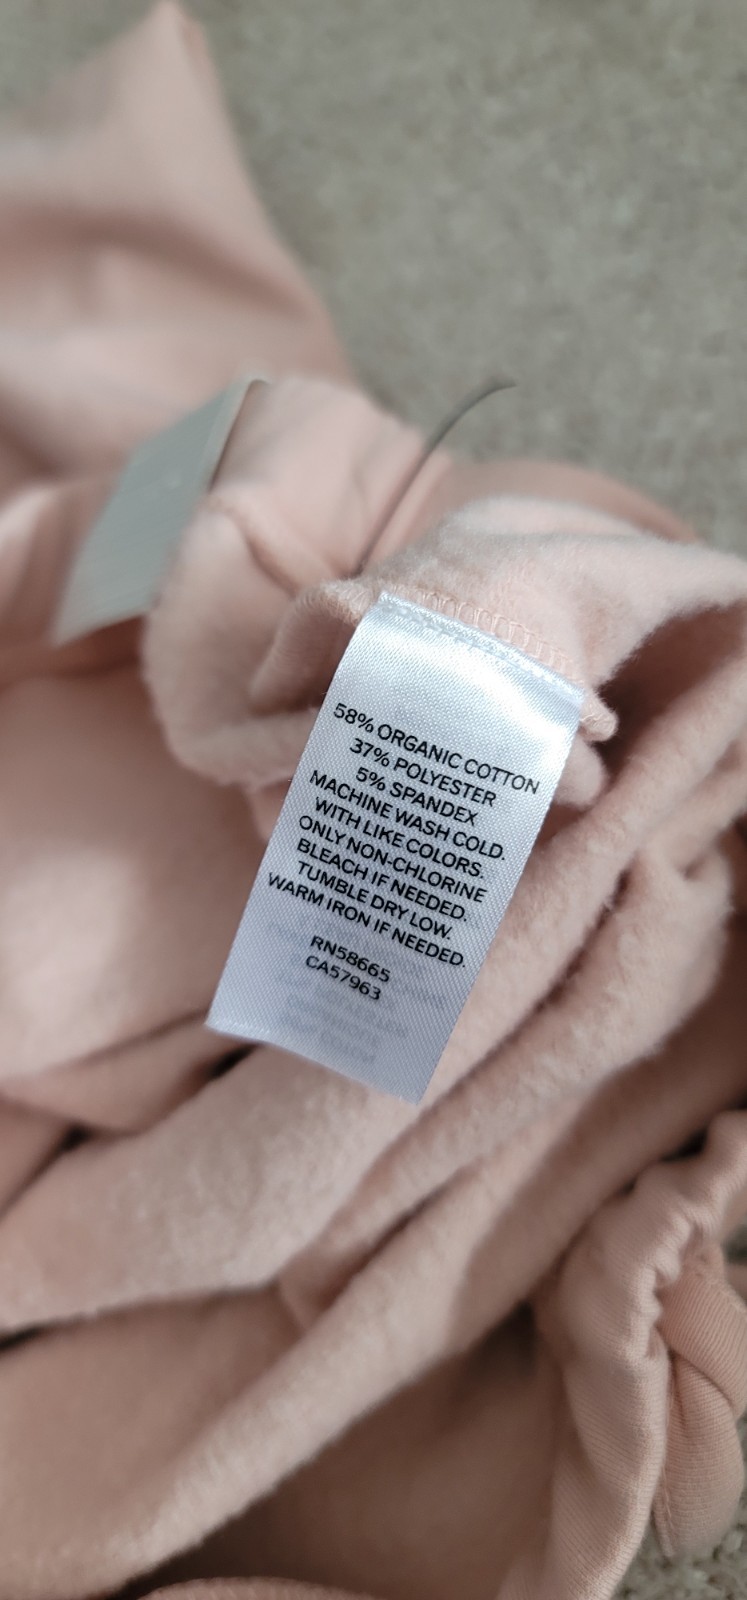 58% ORGANIC COTTON
37% POLYESTER
5% SPANDEX
MACHINE WASH COLD.
WITH LIKE COLORS.
ONLY NON-CHLORINE
BLEACH IF NEEDED.
TUMBLE DRY LOW.
WARM IRON IF NEEDED.
RN58665
CA57963